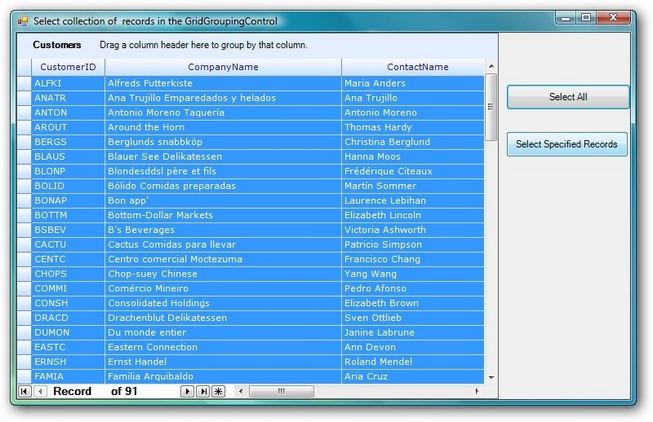 Select collection of  records in the GridGroupingControl
Customers Drag a column header here to group by that column.
CustomerID CompanyName ContactName
ALFKI Alfreds Futterkiste Maria Anders
ANATR Ana Trujillo Emparedados y helados Ana Trujillo
ANTON Antonio Moreno Taquería Antonio Moreno
AROUT Around the Horn Thomas Hardy
BERGS Berglunds snabbköp Christina Berglund
BLAUS Blauer See Delikatessen Hanna Moos
BLONP Blondesddsl père et fils Frédérique Citeaux
BOLID Bólido Comidas preparadas Martín Sommer
BONAP Bon app' Laurence Lebihan
BOTTM Bottom-Dollar Markets Elizabeth Lincoln
BSBEV B's Beverages Victoria Ashworth
CACTU Cactus Comidas para llevar Patricio Simpson
CENTC Centro comercial Moctezuma Francisco Chang
CHOPS Chop-suey Chinese Yang Wang
COMMI Comércio Mineiro Pedro Afonso
CONSH Consolidated Holdings Elizabeth Brown
DRACD Drachenblut Delikatessen Sven Ottlieb
DUMON Du monde entier Janine Labrune
EASTC Eastern Connection Ann Devon
ERNSH Ernst Handel Roland Mendel
FAMIA Familia Arquibaldo Aria Cruz
Record of 91
Select All
Select Specified Records